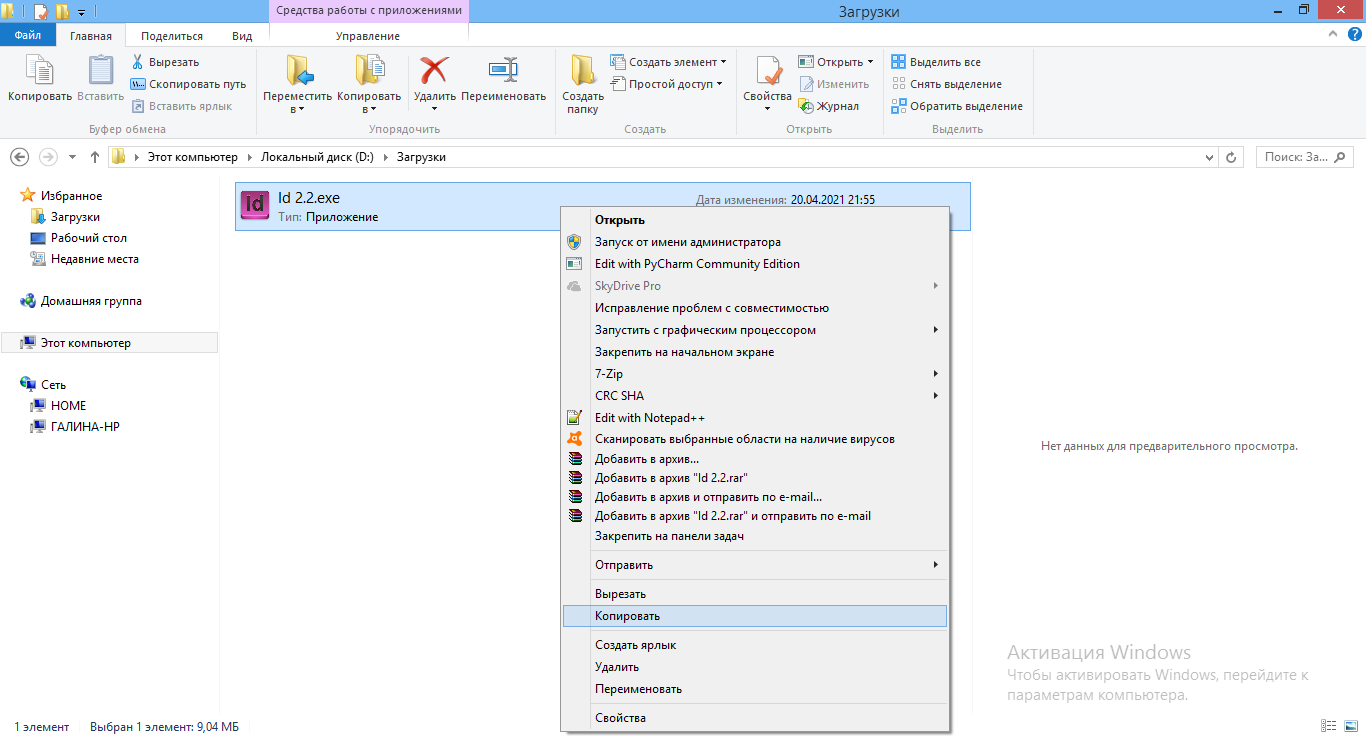 Средства работы с приложениями
Загрузки
Файл
Главная
Поделиться
Вид
Управление
Копировать
Вставить
Вырезать
Скопировать путь
Вставить ярлык
Буфер обмена
Переместить в
Копировать в
Удалить
Переименовать
Упорядочить
Создать папку
Создать элемент
Простой доступ
Создать
Свойства
Открыть
Изменить
Журнал
Открыть
Выделить все
Снять выделение
Обратить выделение
Выделить
Этот компьютер
Локальный диск (D:)
Загрузки
Поиск: За...
Избранное
Загрузки
Рабочий стол
Недавние места
Домашняя группа
Этот компьютер
Сеть
HOME
ГАЛИНА-HP
Id
Id 2.2.exe
Тип: Приложение
Дата изменения: 20.04.2021 21:55
Открыть
Запуск от имени администратора
Edit with PyCharm Community Edition
SkyDrive Pro
Исправление проблем с совместимостью
Запустить с графическим процессором
Закрепить на начальном экране
7-Zip
CRC SHA
Edit with Notepad++
Сканировать выбранные области на наличие вирусов
Добавить в архив...
Добавить в архив "Id 2.2.rar"
Добавить в архив и отправить по e-mail...
Добавить в архив "Id 2.2.rar" и отправить по e-mail
Закрепить на панели задач
Отправить
Вырезать
Копировать
Создать ярлык
Удалить
Переименовать
Свойства
Нет данных для предварительного просмотра.
Активация Windows
Чтобы активировать Windows, перейдите к
параметрам компьютера.
1 элемент
Выбран 1 элемент: 9,04 МБ